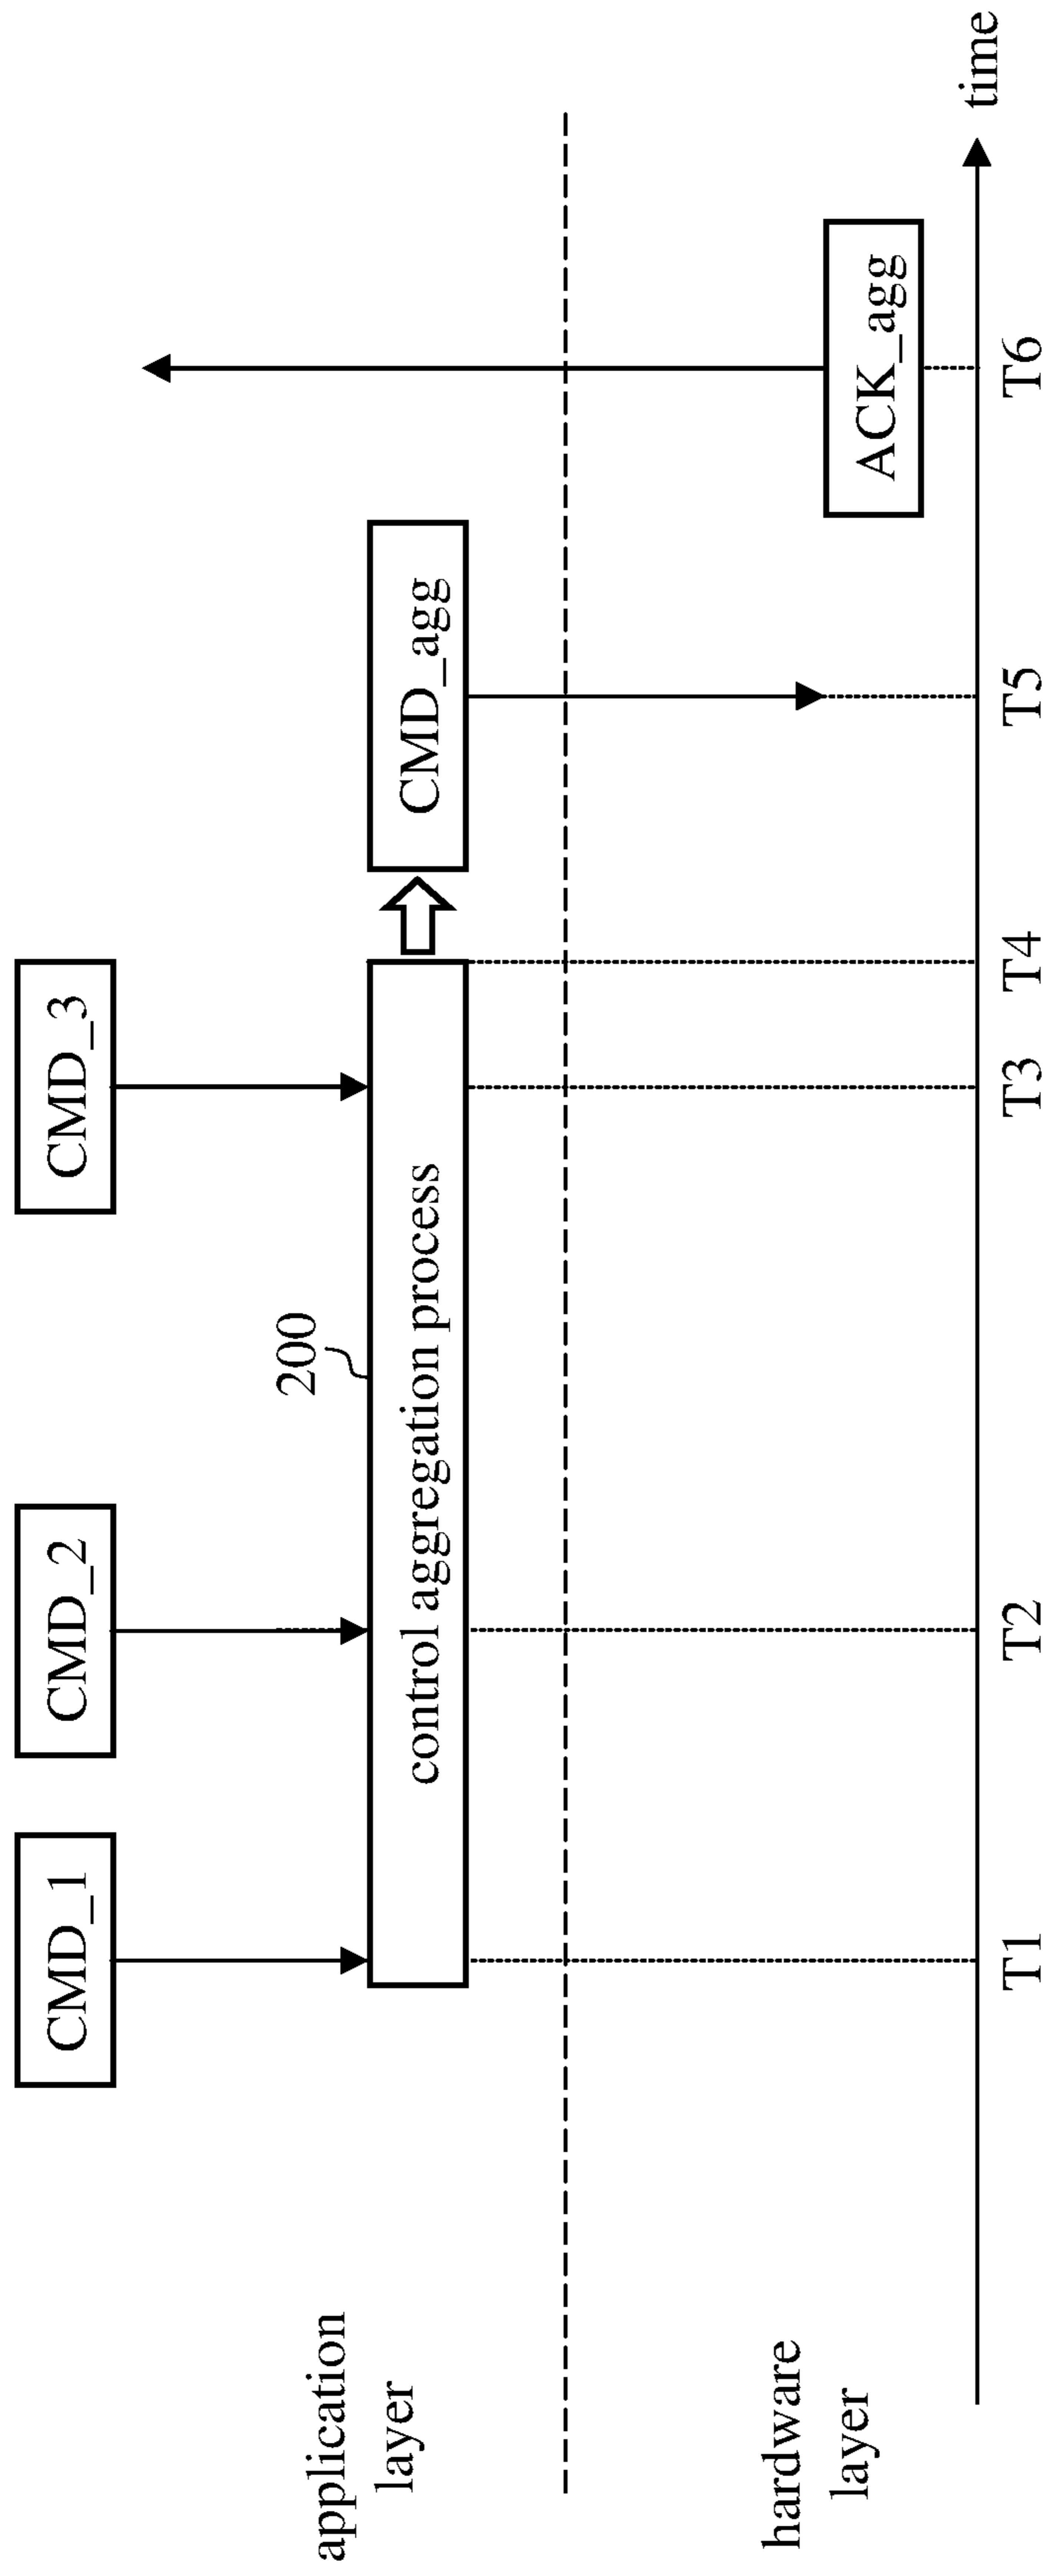 CMD_1
CMD_2
CMD_3
200
application
layer
control aggregation process
CMD_agg
hardware
layer
ACK_agg
T1
T2
T3
T4
T5
T6
time